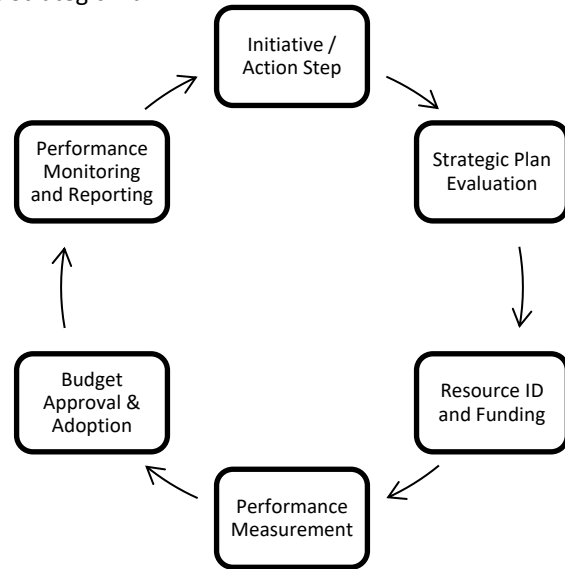 Initiative /
Action Step
Strategic Plan
Evaluation
Resource ID
and Funding
Performance
Measurement
Budget
Approval &
Adoption
Performance
Monitoring
and Reporting